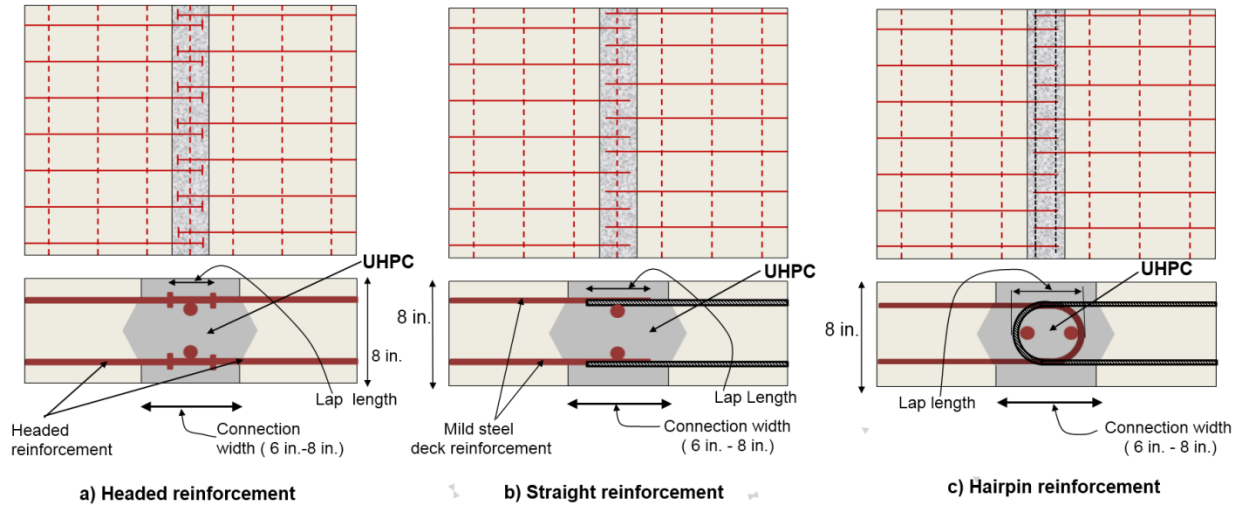 UHPC
8 in.
Lap length
Headed
reinforcement
Connection
width ( 6 in.-8 in.)
a) Headed reinforcement
UHPC
8 in.
Lap Length
Mild steel
deck reinforcement
Connection width
( 6 in. - 8 in.)
b) Straight reinforcement
UHPC
8 in.
Lap length
Connection width
( 6 in. - 8 in.)
c) Hairpin reinforcement